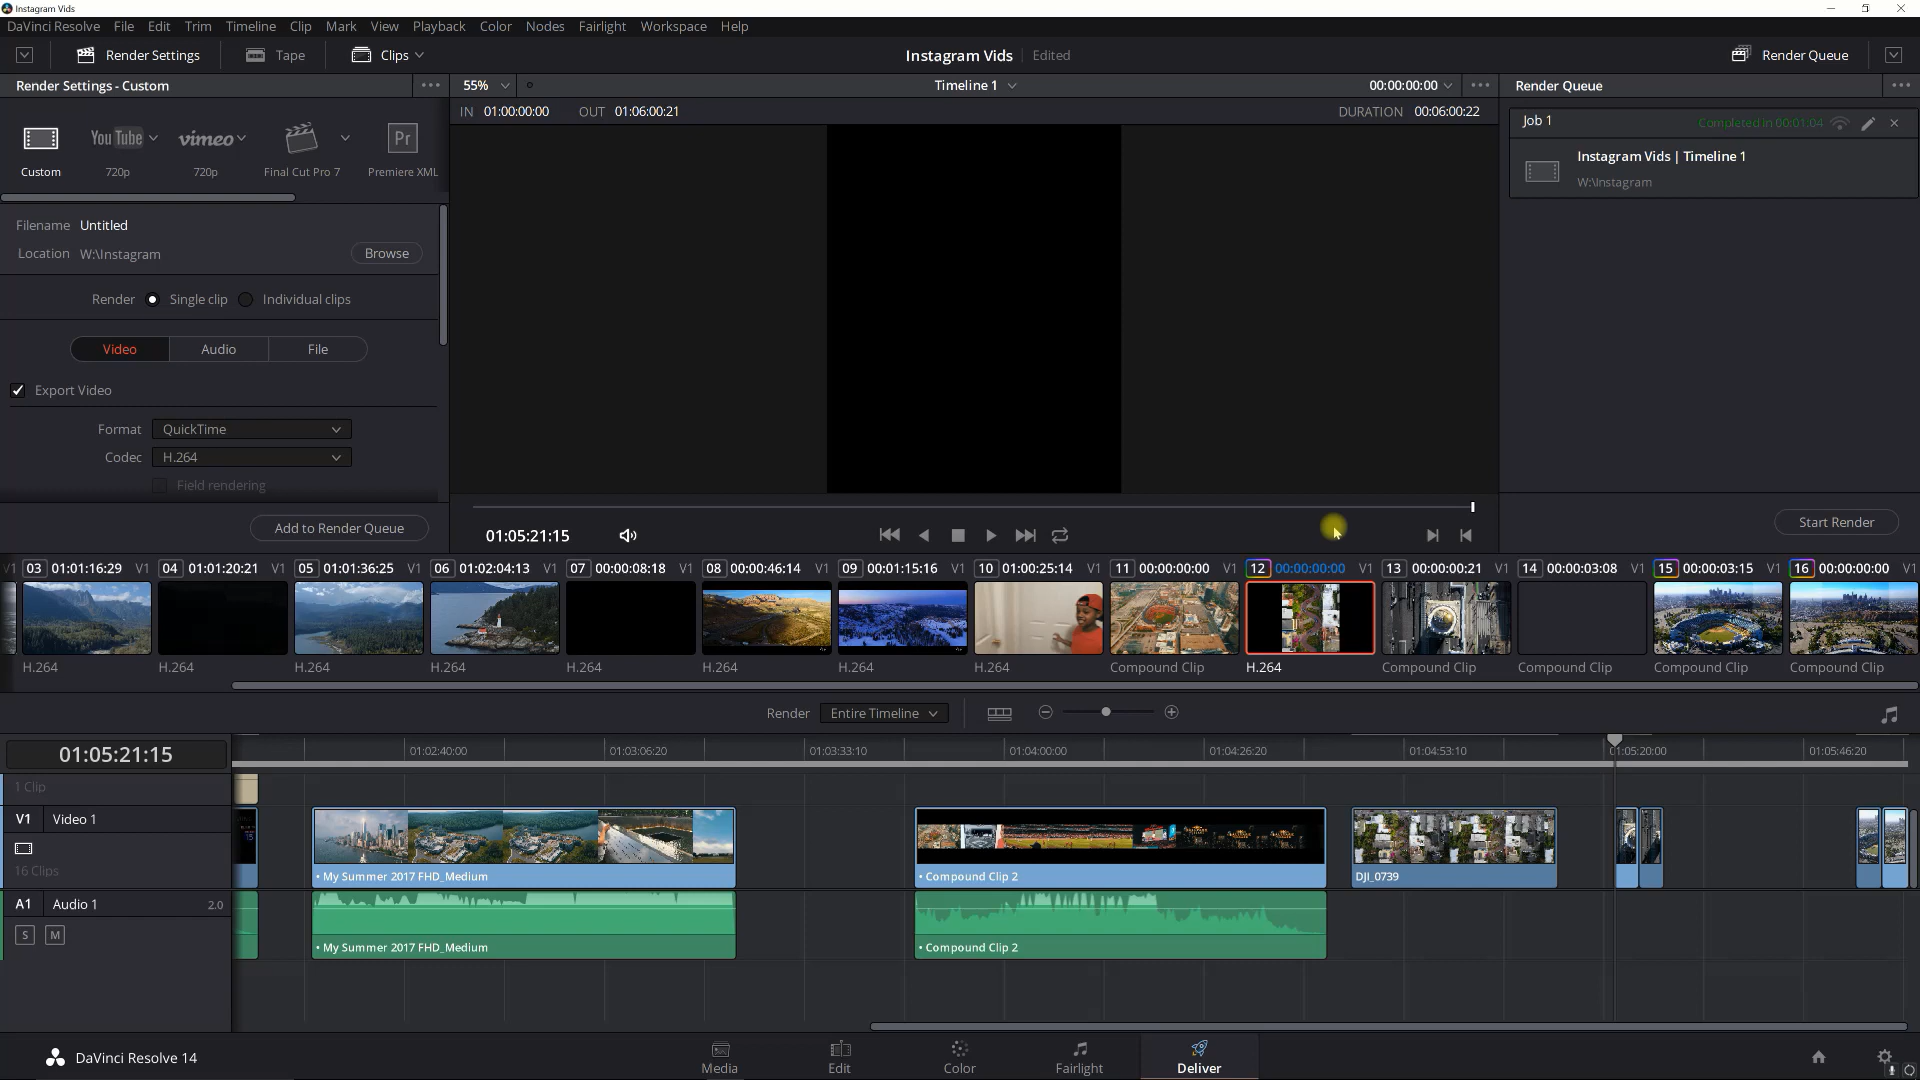 Instagram Vids
DaVinci Resolve File Edit Trim Timeline Clip Mark View Playback Color Nodes Fairlight Workspace Help
Render Settings Tape Clips Instagram Vids Edited Render Queue
Render Settings - Custom 55% Timeline 1 00:00:00:00 Render Queue
IN 01:00:00:00 OUT 01:06:00:21 DURATION 00:06:00:22
Job 1 Completed in 00:01:04
YouTube vimeo Pr
Instagram Vids | Timeline 1
Custom 720p 720p Final Cut Pro 7 Premiere XML
W:\Instagram
Filename Untitled
Location W:\Instagram Browse
Render Single clip Individual clips
Video Audio File
Export Video
Format QuickTime
Codec H.264
Field rendering
Add to Render Queue
01:05:21:15
Start Render
V1 03 01:01:16:29 V1 04 01:01:20:21 V1 05 01:01:36:25 V1 06 01:02:04:13 V1 07 00:00:08:18 V1 08 00:00:46:14 V1 09 00:01:15:16 V1 10 01:00:25:14 V1 11 00:00:00:00 V1 12 00:00:00:00 V1 13 00:00:00:21 V1 14 00:00:03:08 V1 15 00:00:03:15 V1 16 00:00:00:00 V1
H.264 H.264 H.264 H.264 H.264 H.264 H.264 H.264 Compound Clip H.264 Compound Clip Compound Clip Compound Clip Compound Clip
Render Entire Timeline
01:05:21:15 01:02:40:00 01:03:06:20 01:03:33:10 01:04:00:00 01:04:26:20 01:04:53:10 01:05:20:00 01:05:46:20
1 Clip
V1 Video 1
16 Clips
• My Summer 2017 FHD_Medium • Compound Clip 2 DJI_0739
A1 Audio 1 2.0
S M
• My Summer 2017 FHD_Medium • Compound Clip 2
DaVinci Resolve 14 Media Edit Color Fairlight Deliver